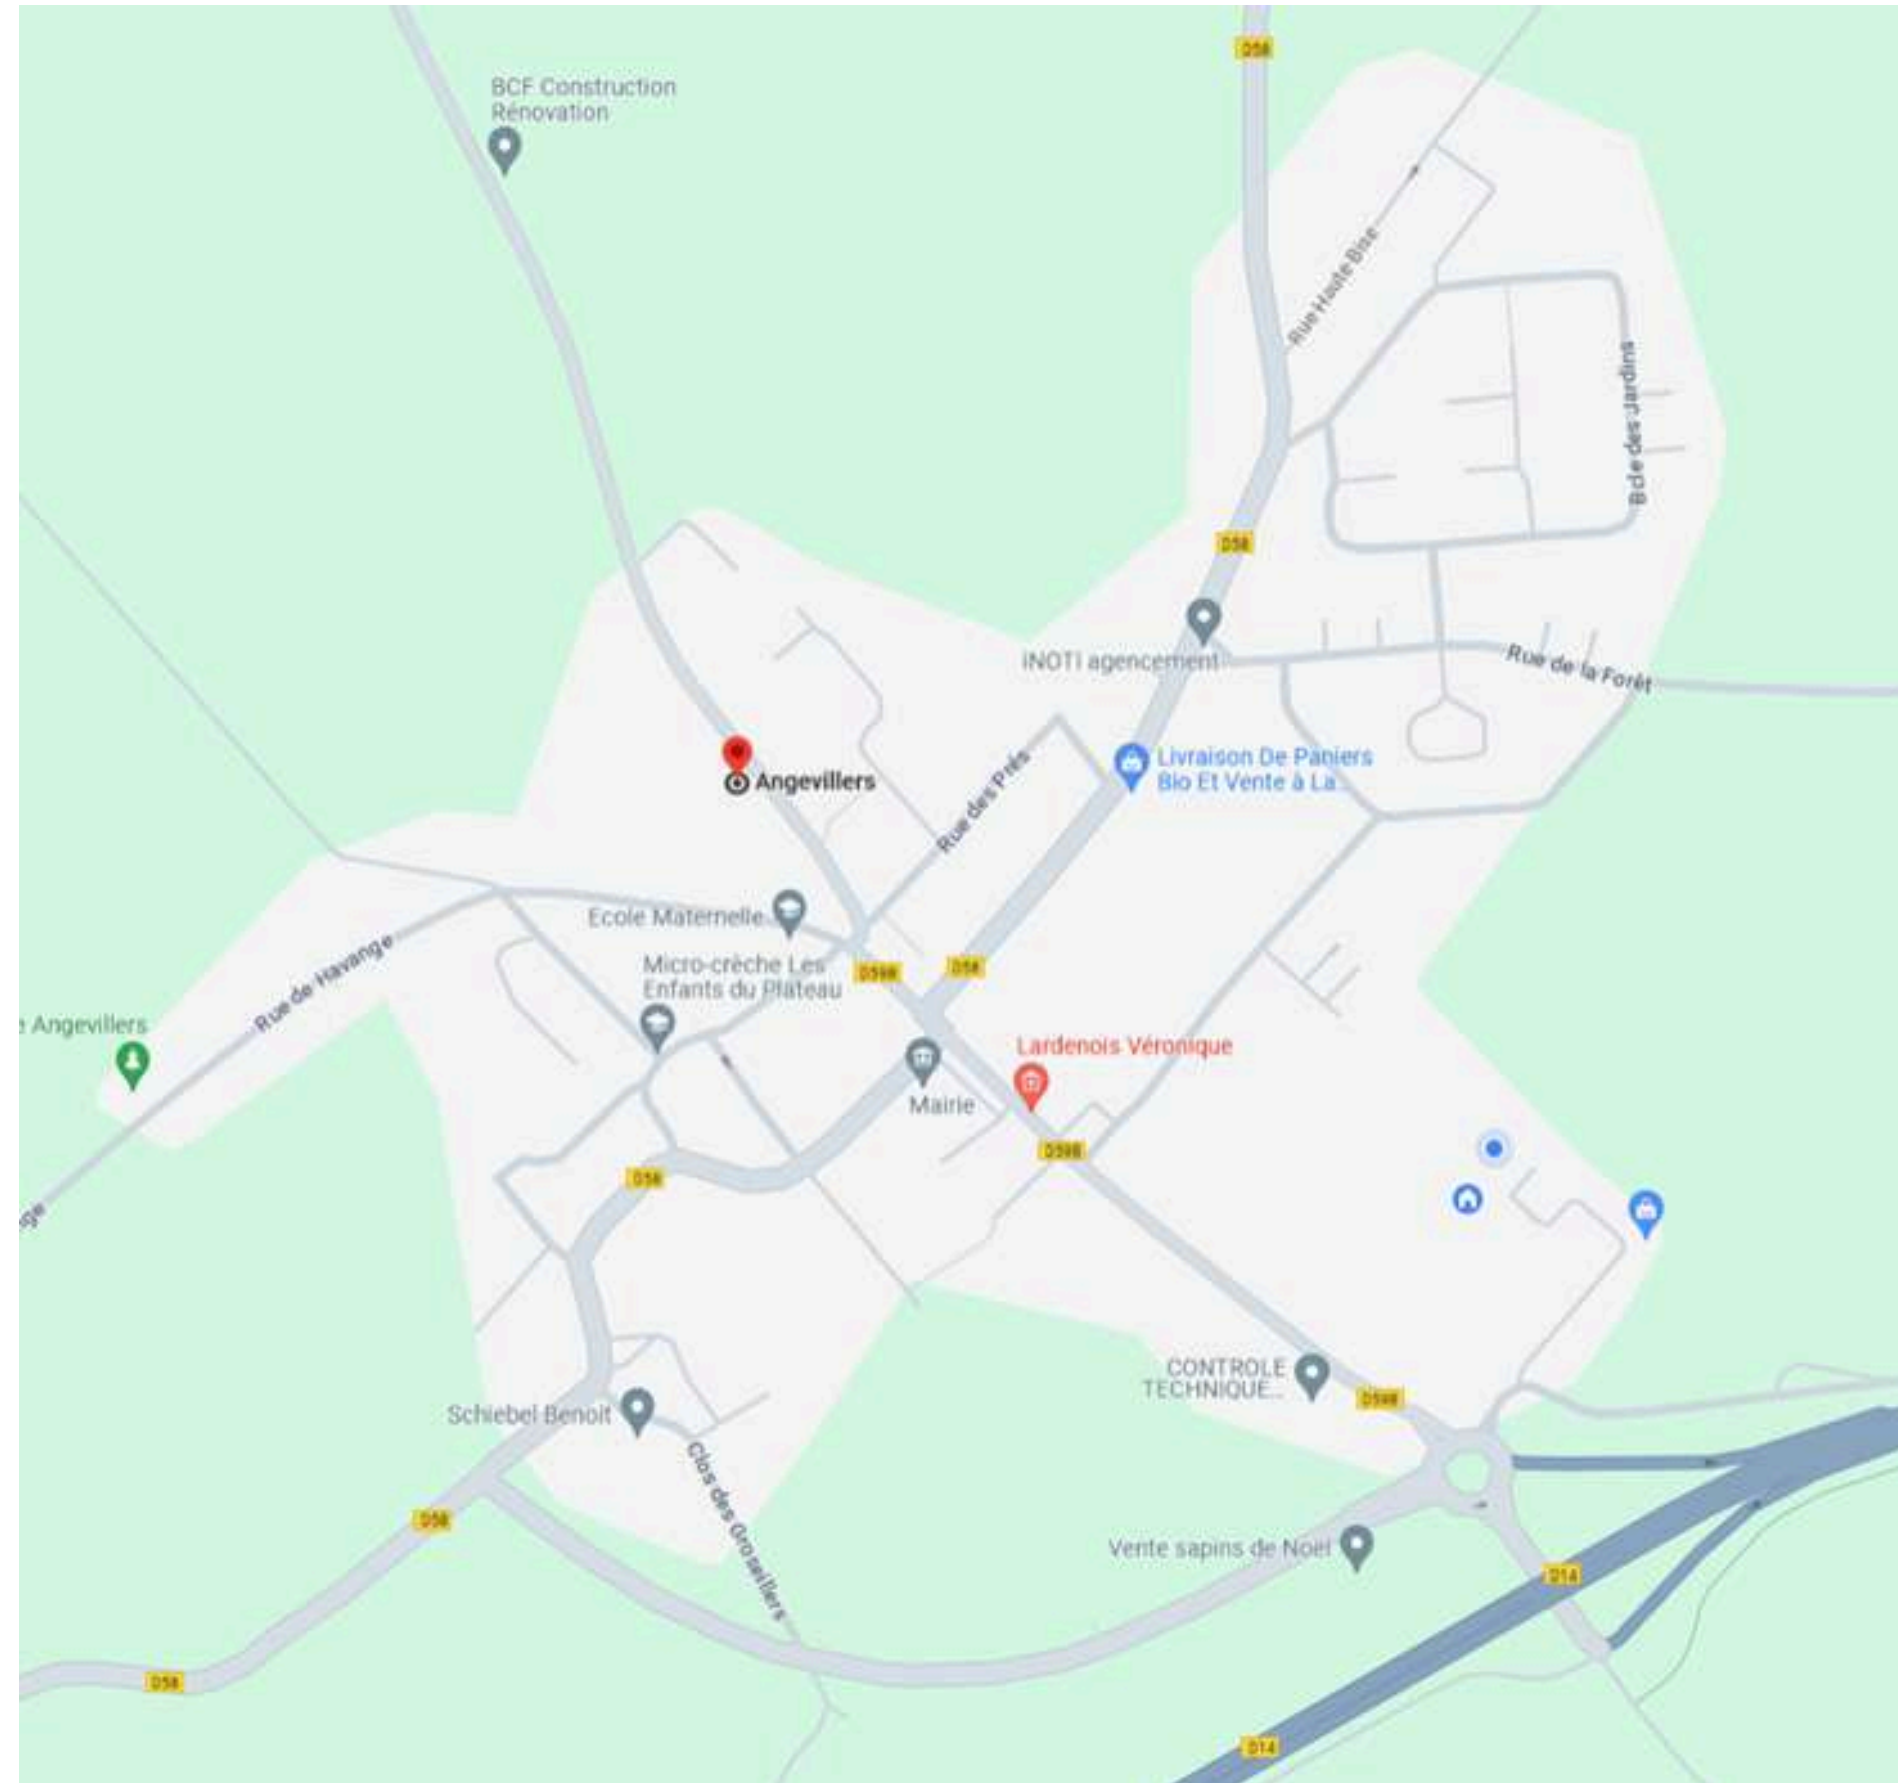 D58
BCF Construction
Rénovation
Rue Haute Bise
Bcle des Jardins
D58
INOTI agencement
Rue de la Forêt
Angevillers
Livraison De Paniers
Bio Et Vente à La...
Rue des Prés
Ecole Maternelle
Rue de Havange
Micro-crèche Les
Enfants du Plateau
D59B
D58
Angevillers
Lardenois Véronique
Mairie
D59B
D58
CONTROLE
TECHNIQUE...
D59B
Schiebel Benoit
Clos des Groseillers
D58
Vente sapins de Noël
D14
D58
D14